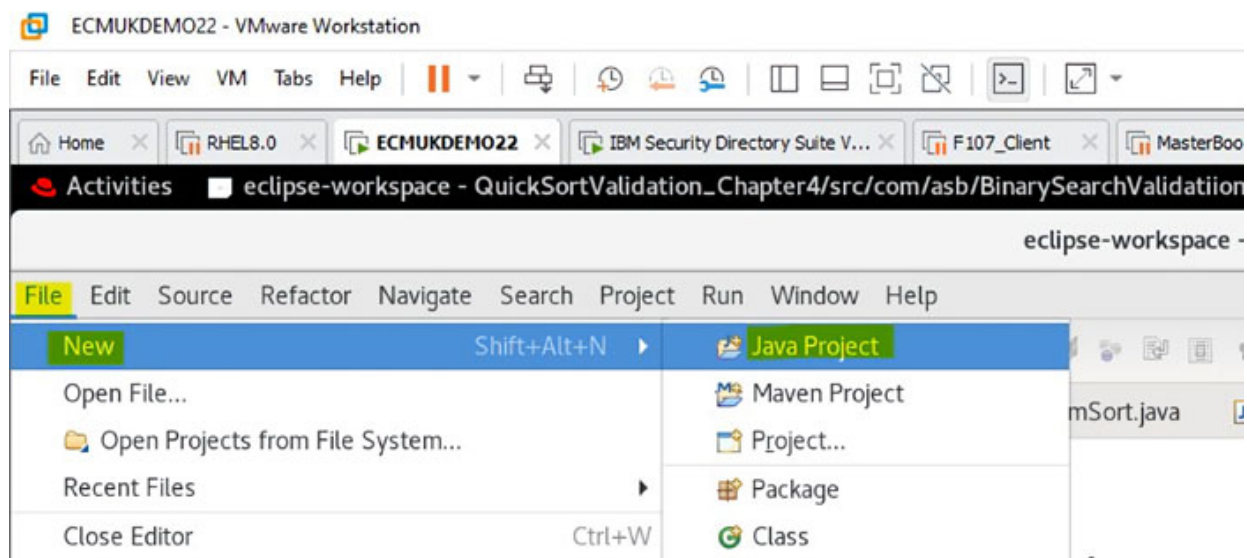 ECMUKDEMO22 - VMware Workstation
File Edit View VM Tabs Help
Home RHEL8.0 ECMUKDEMO22 IBM Security Directory Suite V... F107_Client MasterBoo
Activities eclipse-workspace - QuickSortValidation_Chapter4/src/com/asb/BinarySearchValidatiion
eclipse-workspace -
File Edit Source Refactor Navigate Search Project Run Window Help
New Shift+Alt+N Java Project
Open File... Maven Project mSort.java
Open Projects from File System... Project...
Recent Files Package
Close Editor Ctrl+W Class